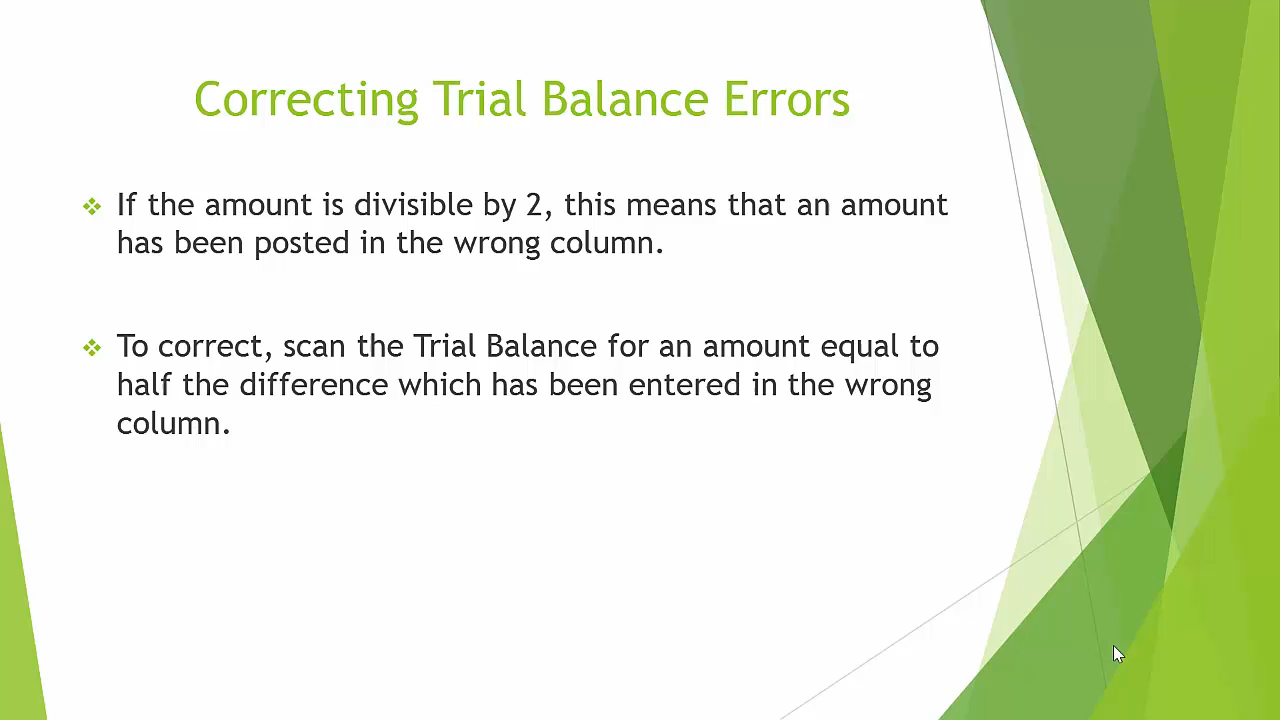 Correcting Trial Balance Errors
If the amount is divisible by 2, this means that an amount
has been posted in the wrong column.
To correct, scan the Trial Balance for an amount equal to
half the difference which has been entered in the wrong
column.